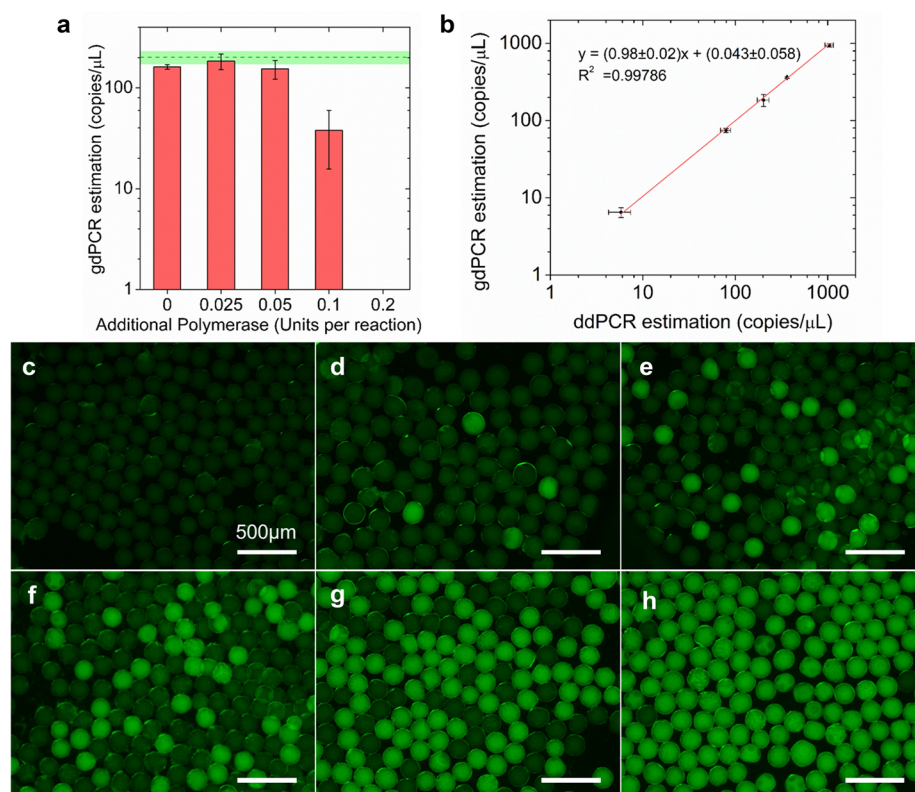 a
gdPCR estimation (copies/μL)
100
10
1
0 0.025 0.05 0.1 0.2
Additional Polymerase (Units per reaction)
b
gdPCR estimation (copies/μL)
1000
100
10
1
y = (0.98±0.02)x + (0.043±0.058)
R² =0.99786
1 10 100 1000
ddPCR estimation (copies/μL)
c
500μm
d
e
f
g
h